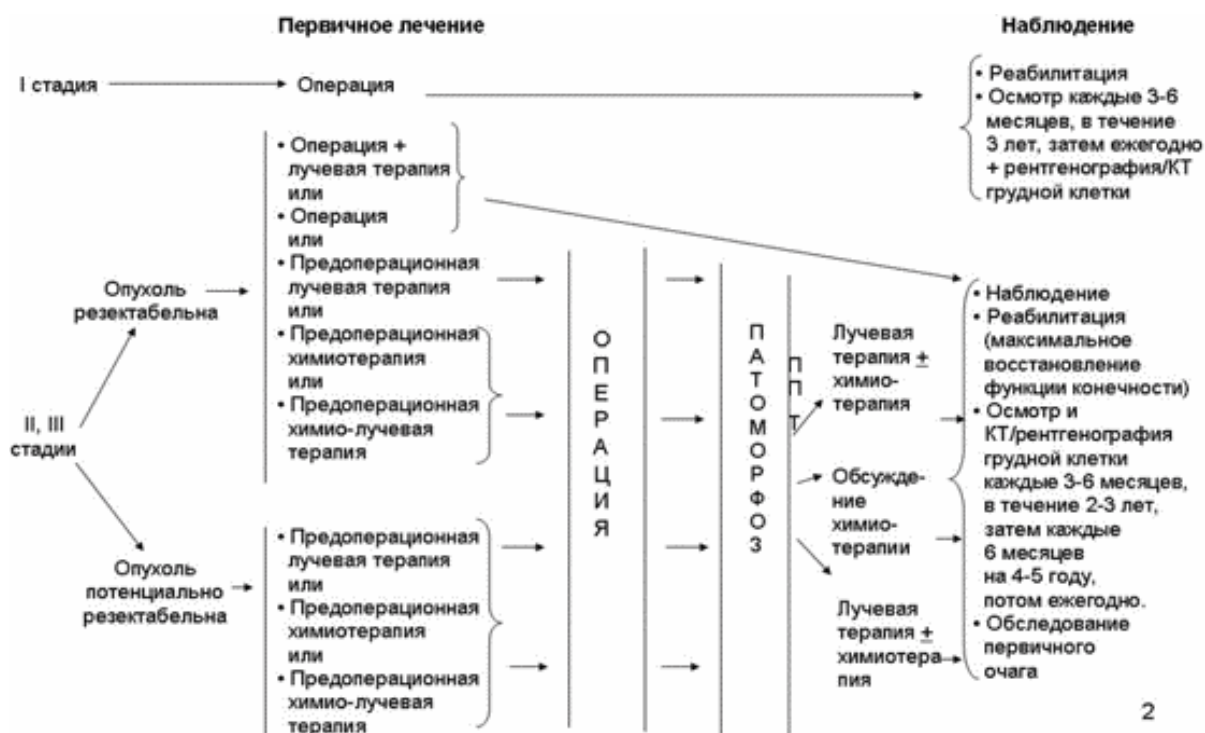 Первичное лечение
Наблюдение
I стадия
Операция
• Реабилитация
• Осмотр каждые 3-6
месяцев, в течение
3 лет, затем ежегодно
+ рентгенография/КТ
грудной клетки
• Операция +
лучевая терапия
или
• Операция
или
• Предоперационная
лучевая терапия
или
• Предоперационная
химиотерапия
или
• Предоперационная
химио-лучевая
терапия
Опухоль
резектабельна
II, III
стадии
Опухоль
потенциально
резектабельна
• Предоперационная
лучевая терапия
или
• Предоперационная
химиотерапия
или
• Предоперационная
химио-лучевая
терапия
ОПЕРАЦИЯ
ПАТОМОРФОЗ
ППТ
Лучевая
терапия ±
химио-
терапия
Обсужде-
ние
химио-
терапии
Лучевая
терапия ±
химиотера
пия
• Наблюдение
• Реабилитация
(максимальное
восстановление
функции конечности)
• Осмотр и
КТ/рентгенография
грудной клетки
каждые 3-6 месяцев,
в течение 2-3 лет,
затем каждые
6 месяцев
на 4-5 году,
потом ежегодно.
• Обследование
первичного
очага
2